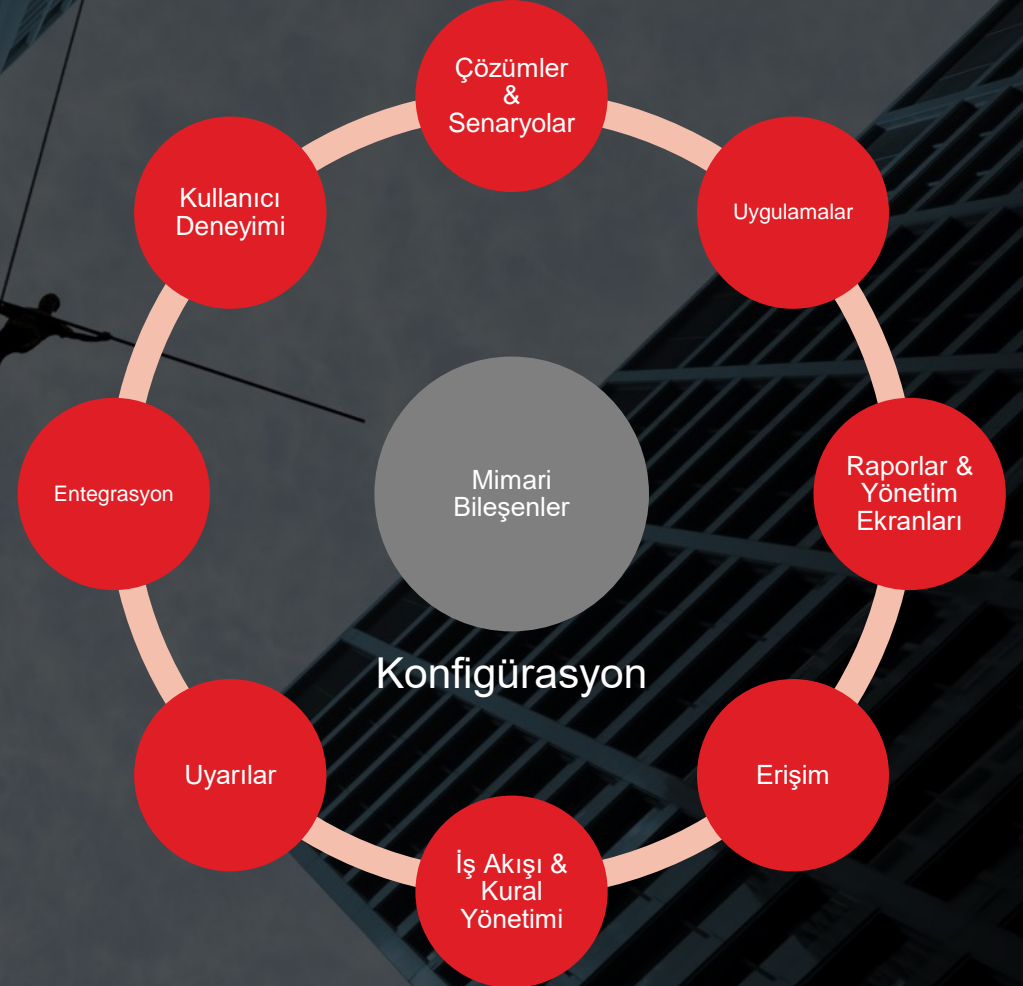 Çözümler
&
Senaryolar
Uygulamalar
Raporlar &
Yönetim
Ekranları
Erişim
İş Akışı &
Kural
Yönetimi
Uyarılar
Entegrasyon
Kullanıcı
Deneyimi
Mimari
Bileşenler
Konfigürasyon